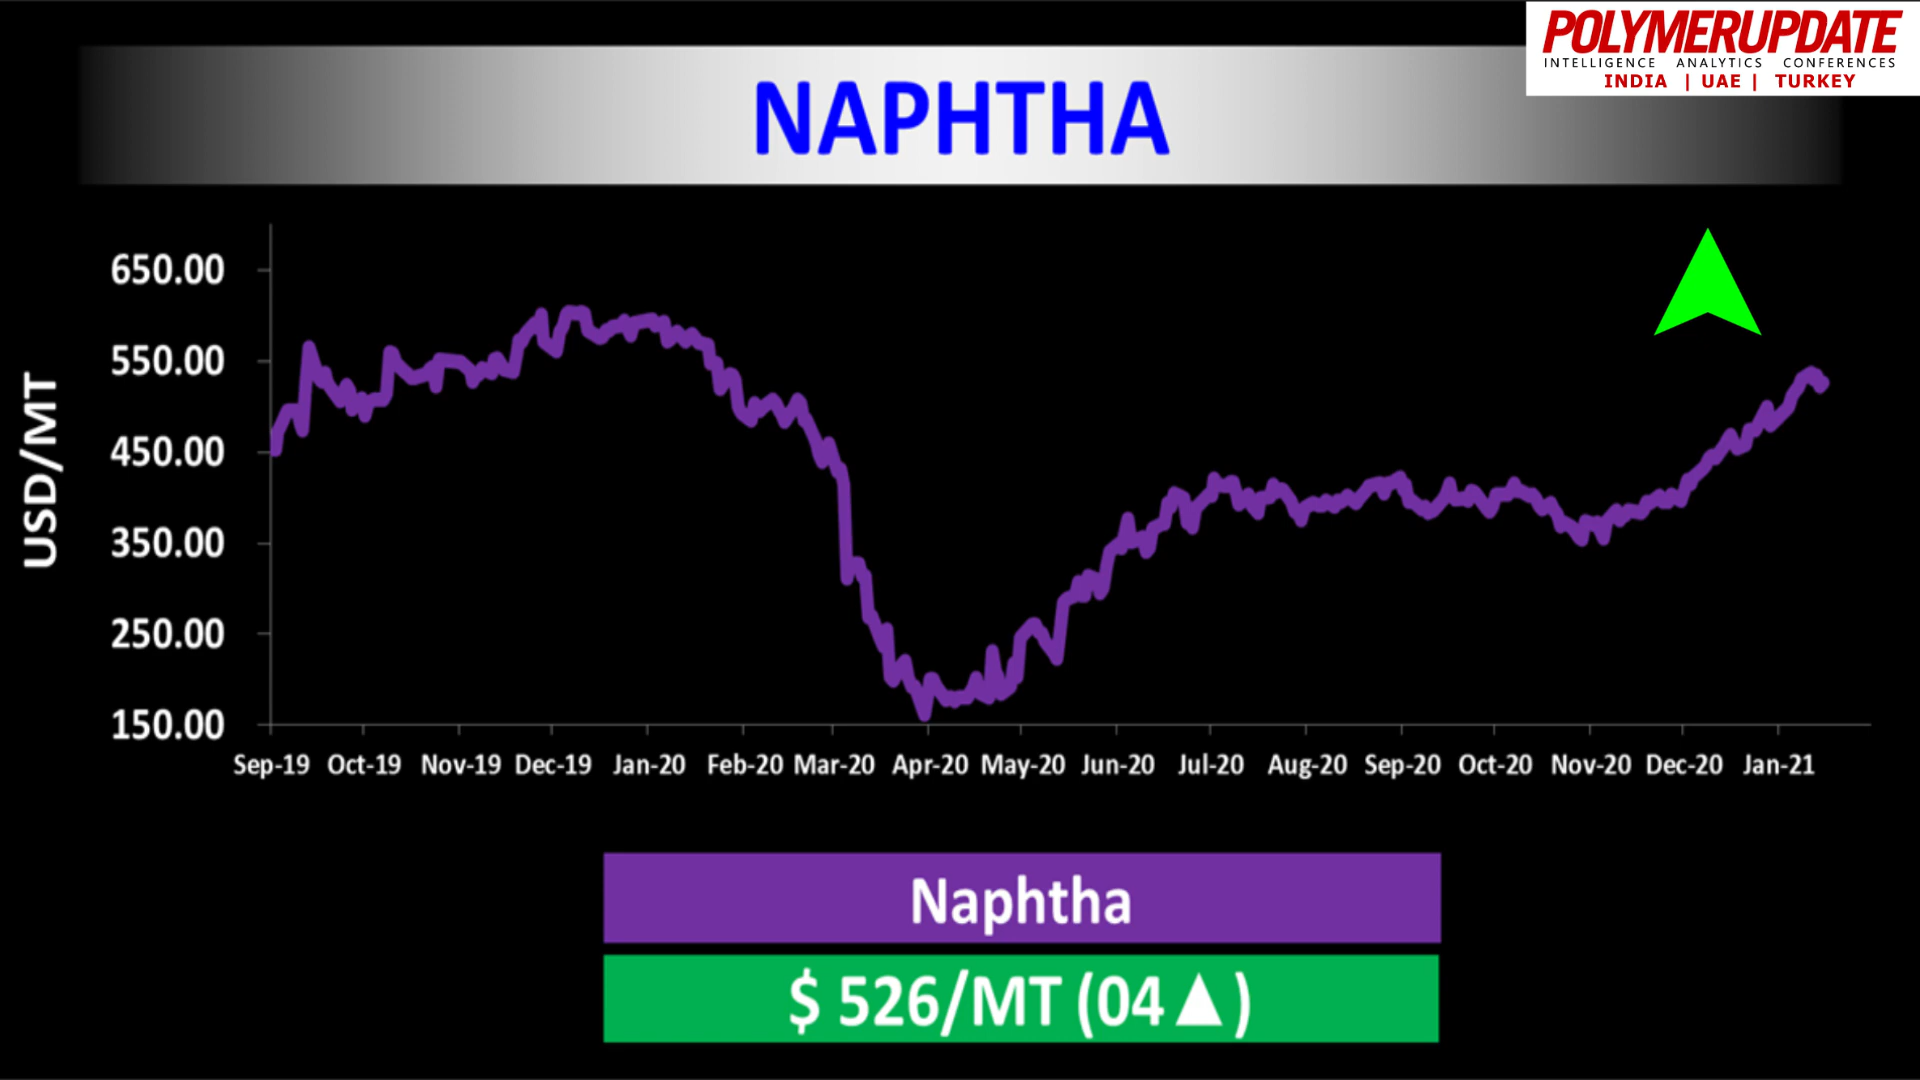 POLYMERUPDATE
INTELLIGENCE ANALYTICS CONFERENCES
INDIA | UAE | TURKEY
NAPHTHA
USD/MT
650.00
550.00
450.00
350.00
250.00
150.00
Sep-19 Oct-19 Nov-19 Dec-19 Jan-20 Feb-20 Mar-20 Apr-20 May-20 Jun-20 Jul-20 Aug-20 Sep-20 Oct-20 Nov-20 Dec-20 Jan-21
Naphtha
$ 526/MT (04▲)